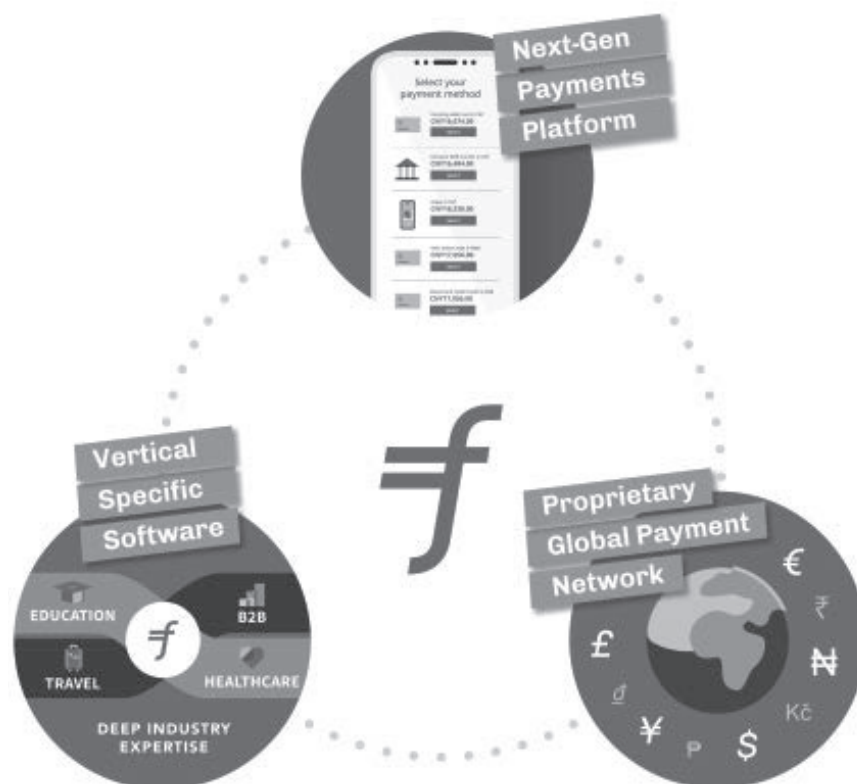 Next-Gen
Payments
Platform
Select your
payment method
Vertical
Specific
Software
EDUCATION
B2B
TRAVEL
HEALTHCARE
DEEP INDUSTRY
EXPERTISE
Proprietary
Global Payment
Network
€
₹
£
₦
₫
Kč
¥
₱
$